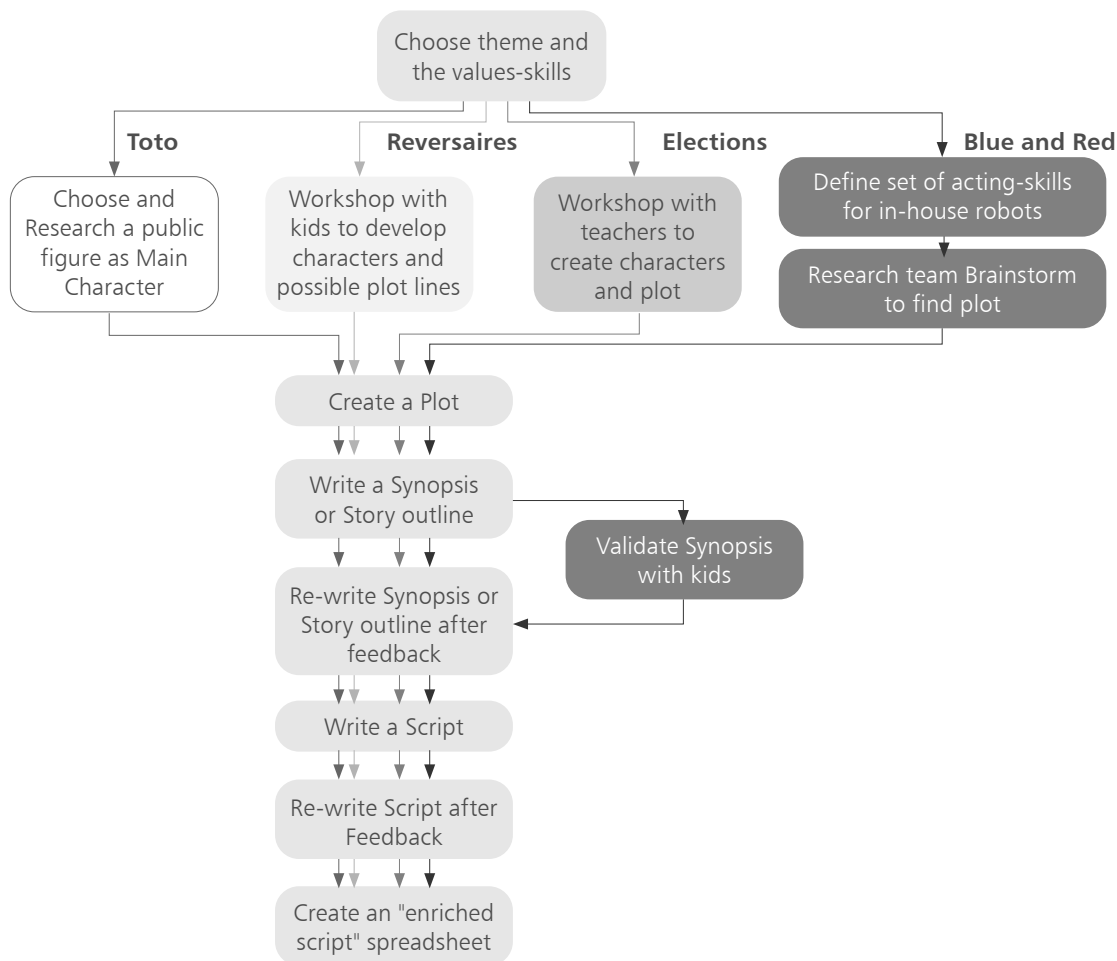 Choose theme and
the values-skills
Toto
Reversaires
Elections
Blue and Red
Choose and
Research a public
figure as Main
Character
Workshop with
kids to develop
characters and
possible plot lines
Workshop with
teachers to
create characters
and plot
Define set of acting-skills
for in-house robots
Research team Brainstorm
to find plot
Create a Plot
Write a Synopsis
or Story outline
Validate Synopsis
with kids
Re-write Synopsis or
Story outline after
feedback
Write a Script
Re-write Script after
Feedback
Create an "enriched
script" spreadsheet